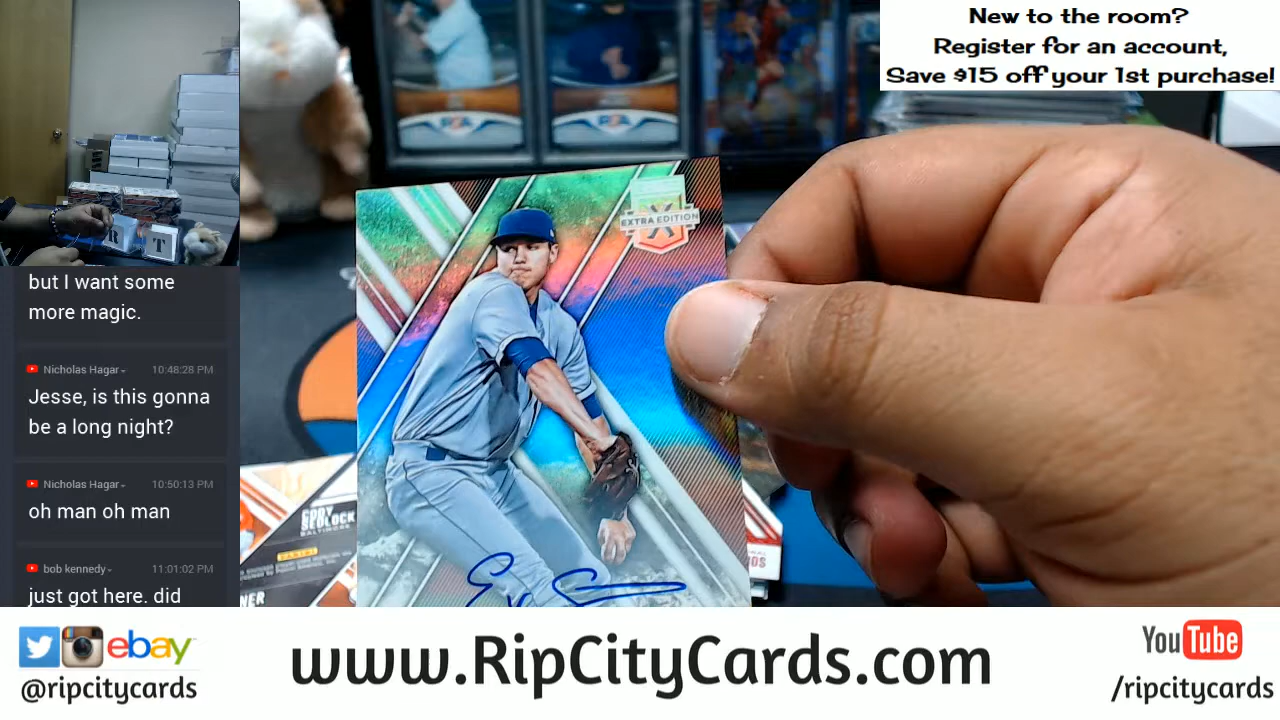 New to the room?
Register for an account,
Save $15 off your 1st purchase!
but I want some
more magic.
Nicholas Hagar 10:48:28 PM
Jesse, is this gonna
be a long night?
Nicholas Hagar 10:50:13 PM
oh man oh man
bob kennedy 11:01:02 PM
just got here. did
R T
EXTRA EDITION
X
CODY
SEDLOCK
BALTIMORE
PANINI
NER
ebay
@ripcitycards
www.RipCityCards.com
YouTube
/ripcitycards